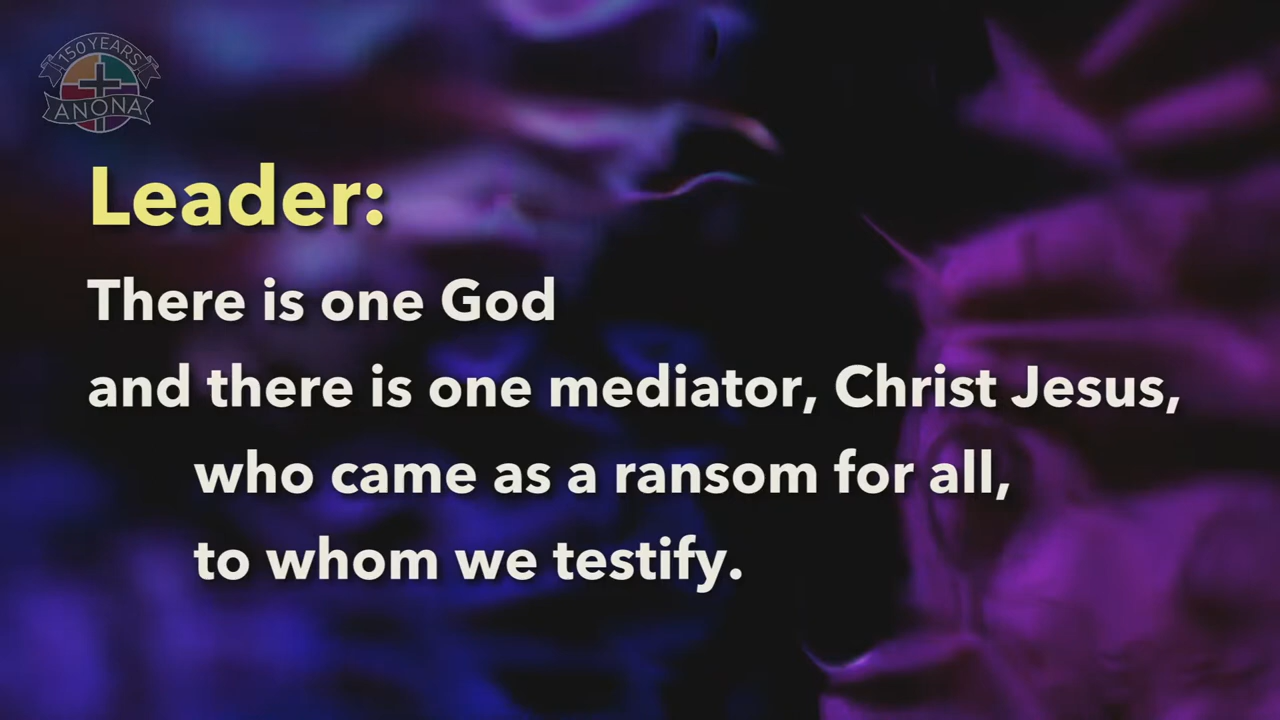 150 YEARS
ANONA
Leader:
There is one God
and there is one mediator, Christ Jesus,
who came as a ransom for all,
to whom we testify.